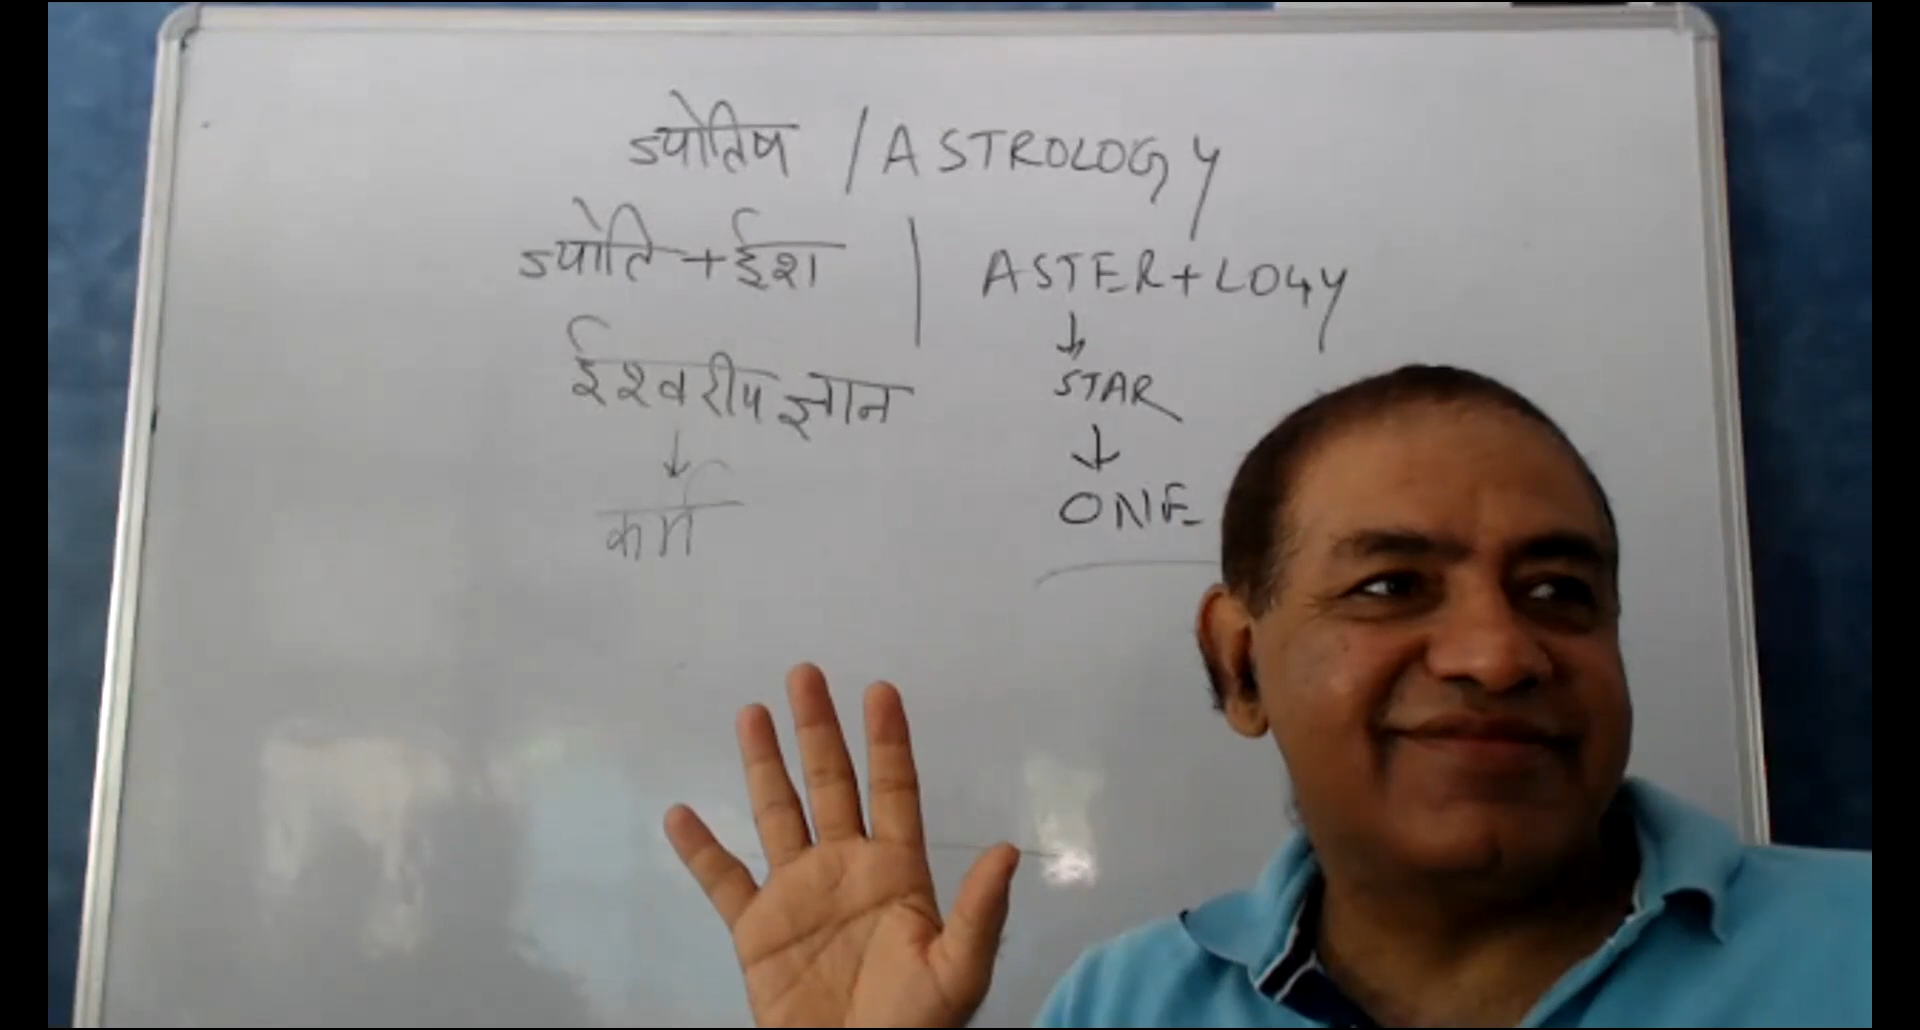 ज्योतिष / ASTROLOGY
ज्योति + ईश | ASTER + LOGY
↓
ईश्वरीय ज्ञान STAR
↓ ↓
कर्म ONE